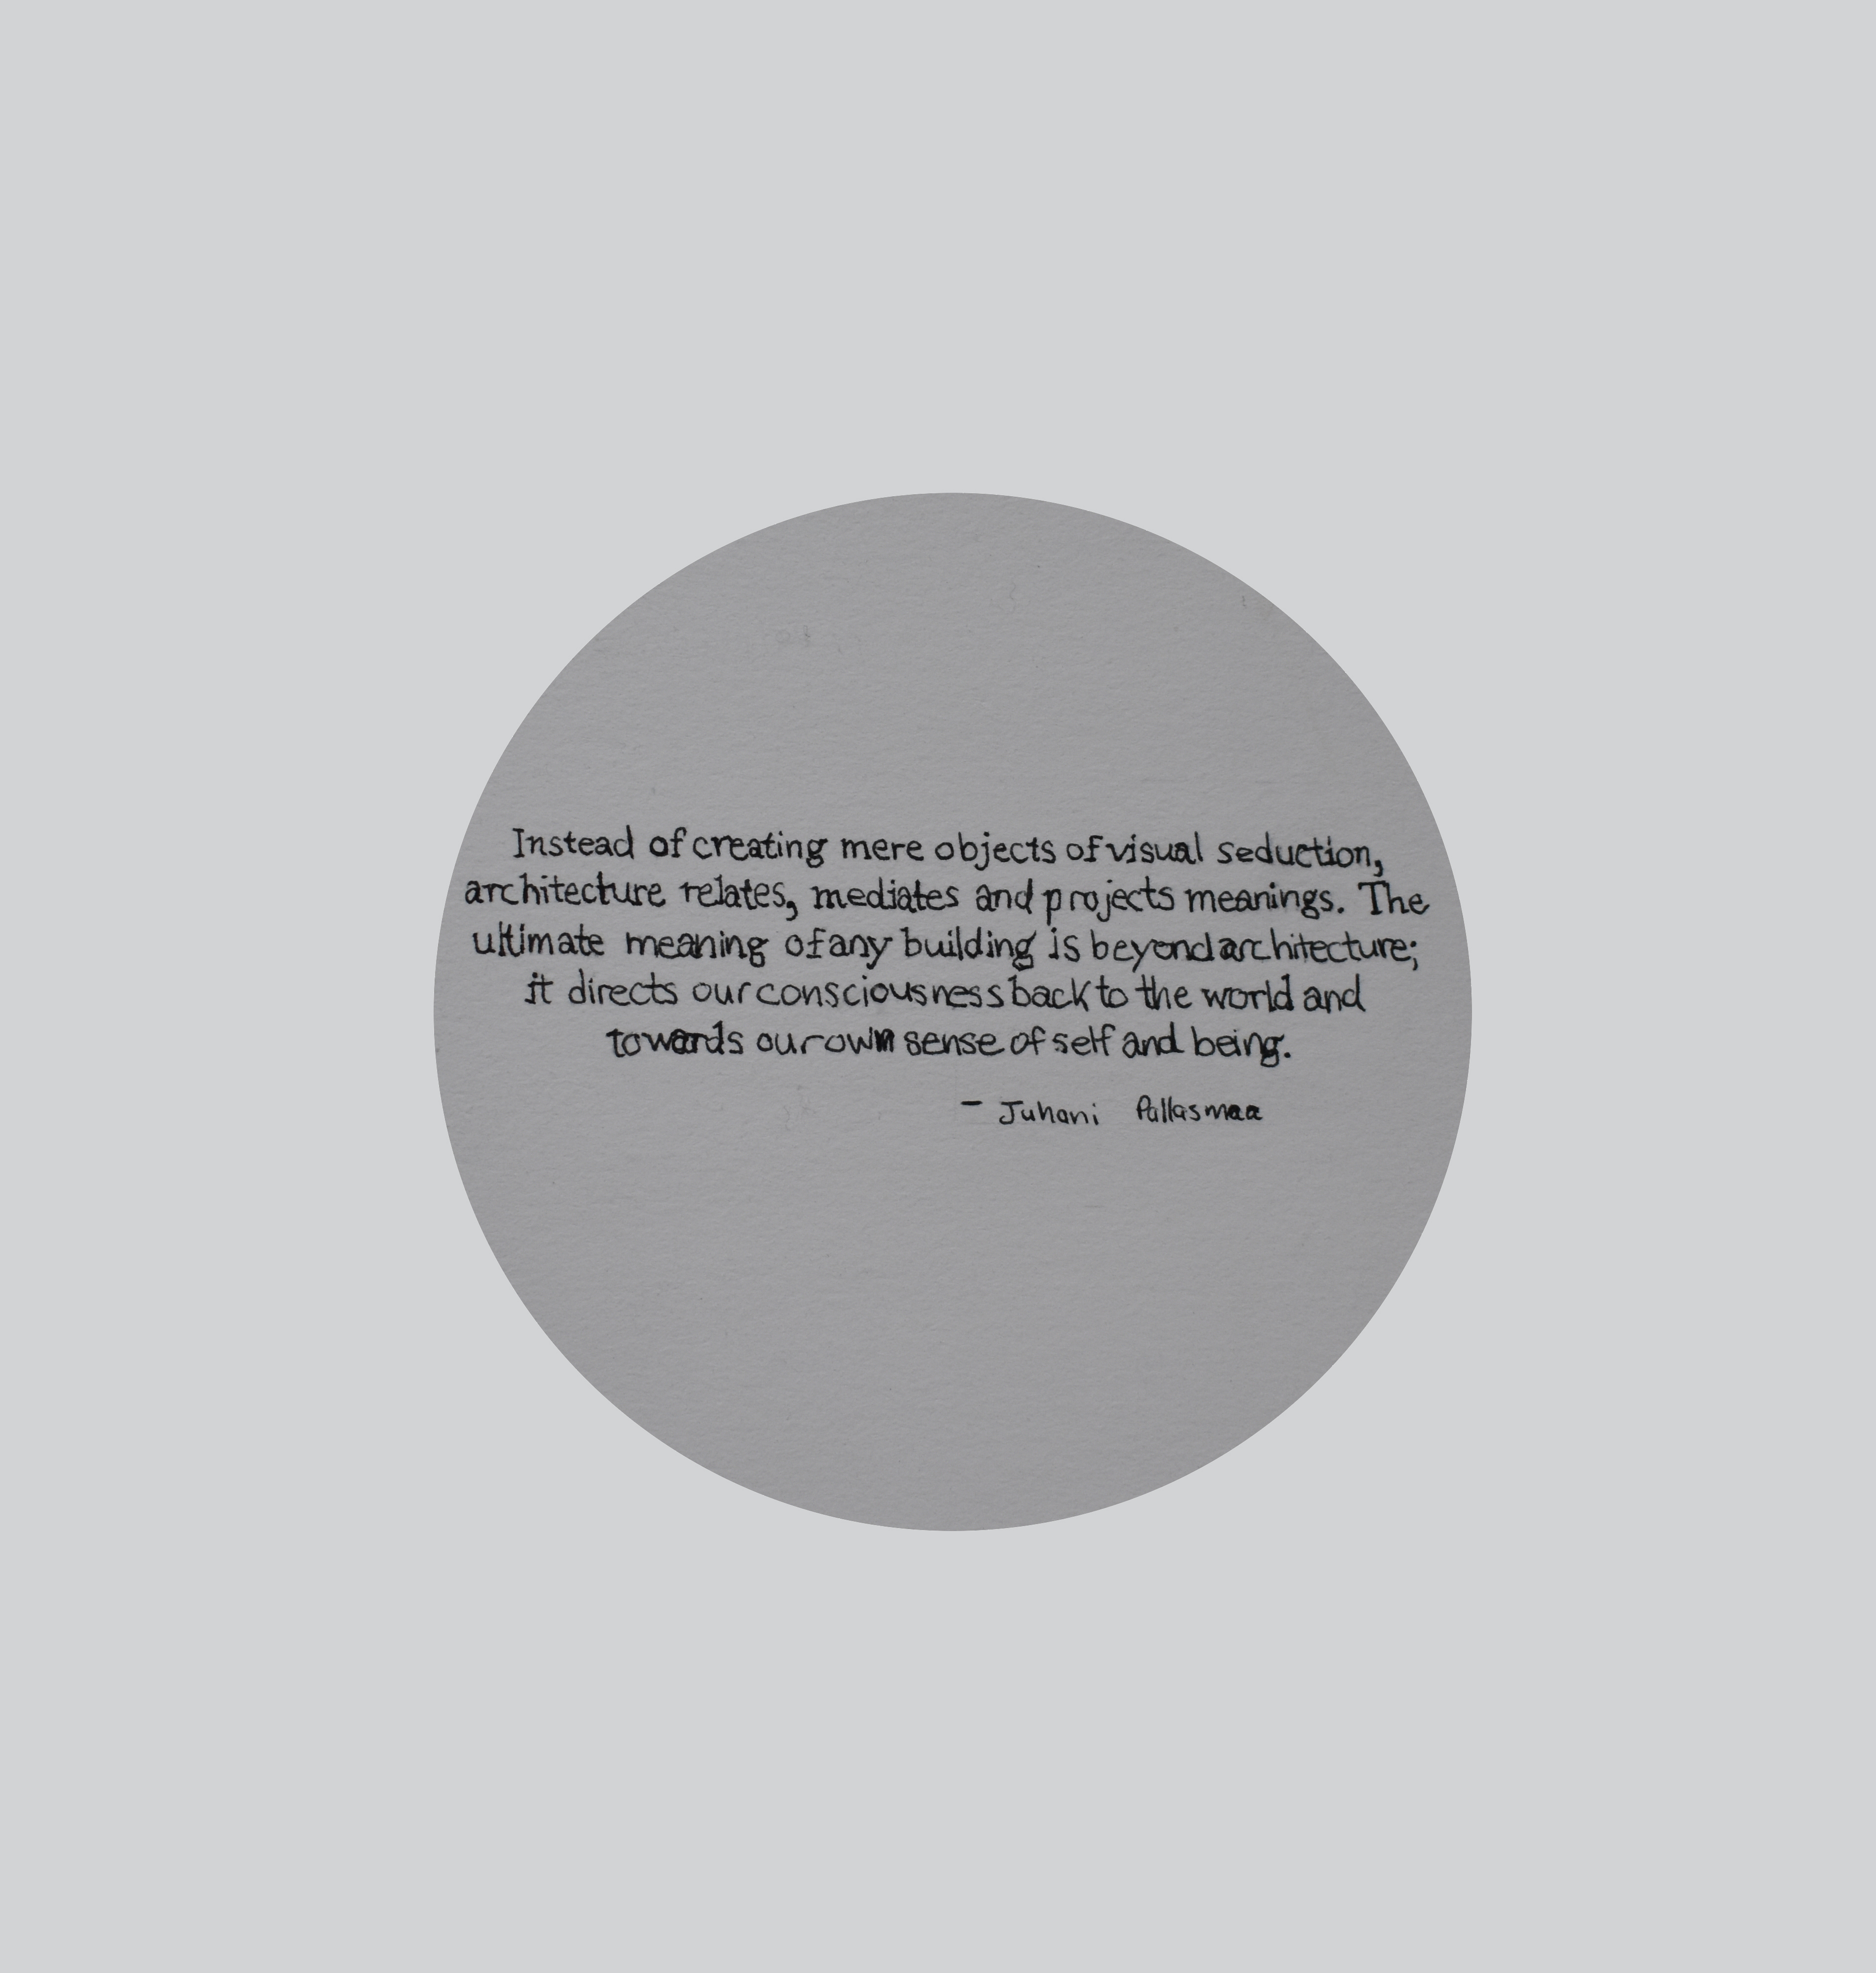 Instead of creating mere objects of visual seduction,
architecture relates, mediates and projects meanings. The
ultimate meaning of any building is beyond architecture;
it directs our consciousness back to the world and
towards our own sense of self and being.
- Juhani Pallasmaa